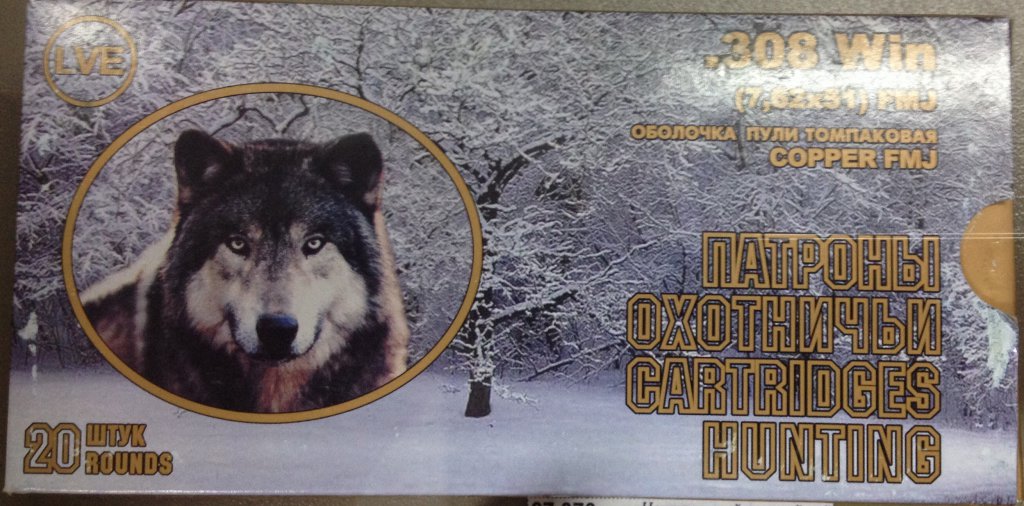 LVE
.308 Win
(7,62x51) FMJ
ОБОЛОЧКА ПУЛИ ТОМПАКОВАЯ
COPPER FMJ
ПАТРОНЫ
ОХОТНИЧЬИ
CARTRIDGES
HUNTING
20 ШТУК
ROUNDS